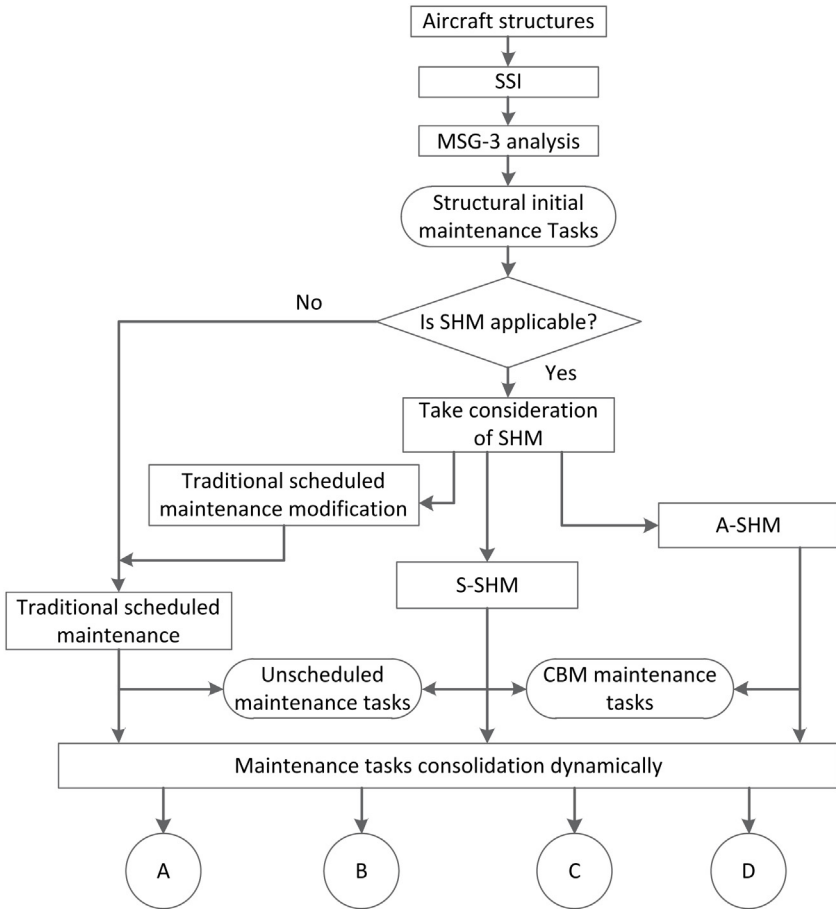 Aircraft structures
SSI
MSG-3 analysis
Structural initial
maintenance Tasks
No
Is SHM applicable?
Yes
Take consideration
of SHM
Traditional scheduled
maintenance modification
A-SHM
S-SHM
Traditional scheduled
maintenance
Unscheduled
maintenance tasks
CBM maintenance
tasks
Maintenance tasks consolidation dynamically
A
B
C
D